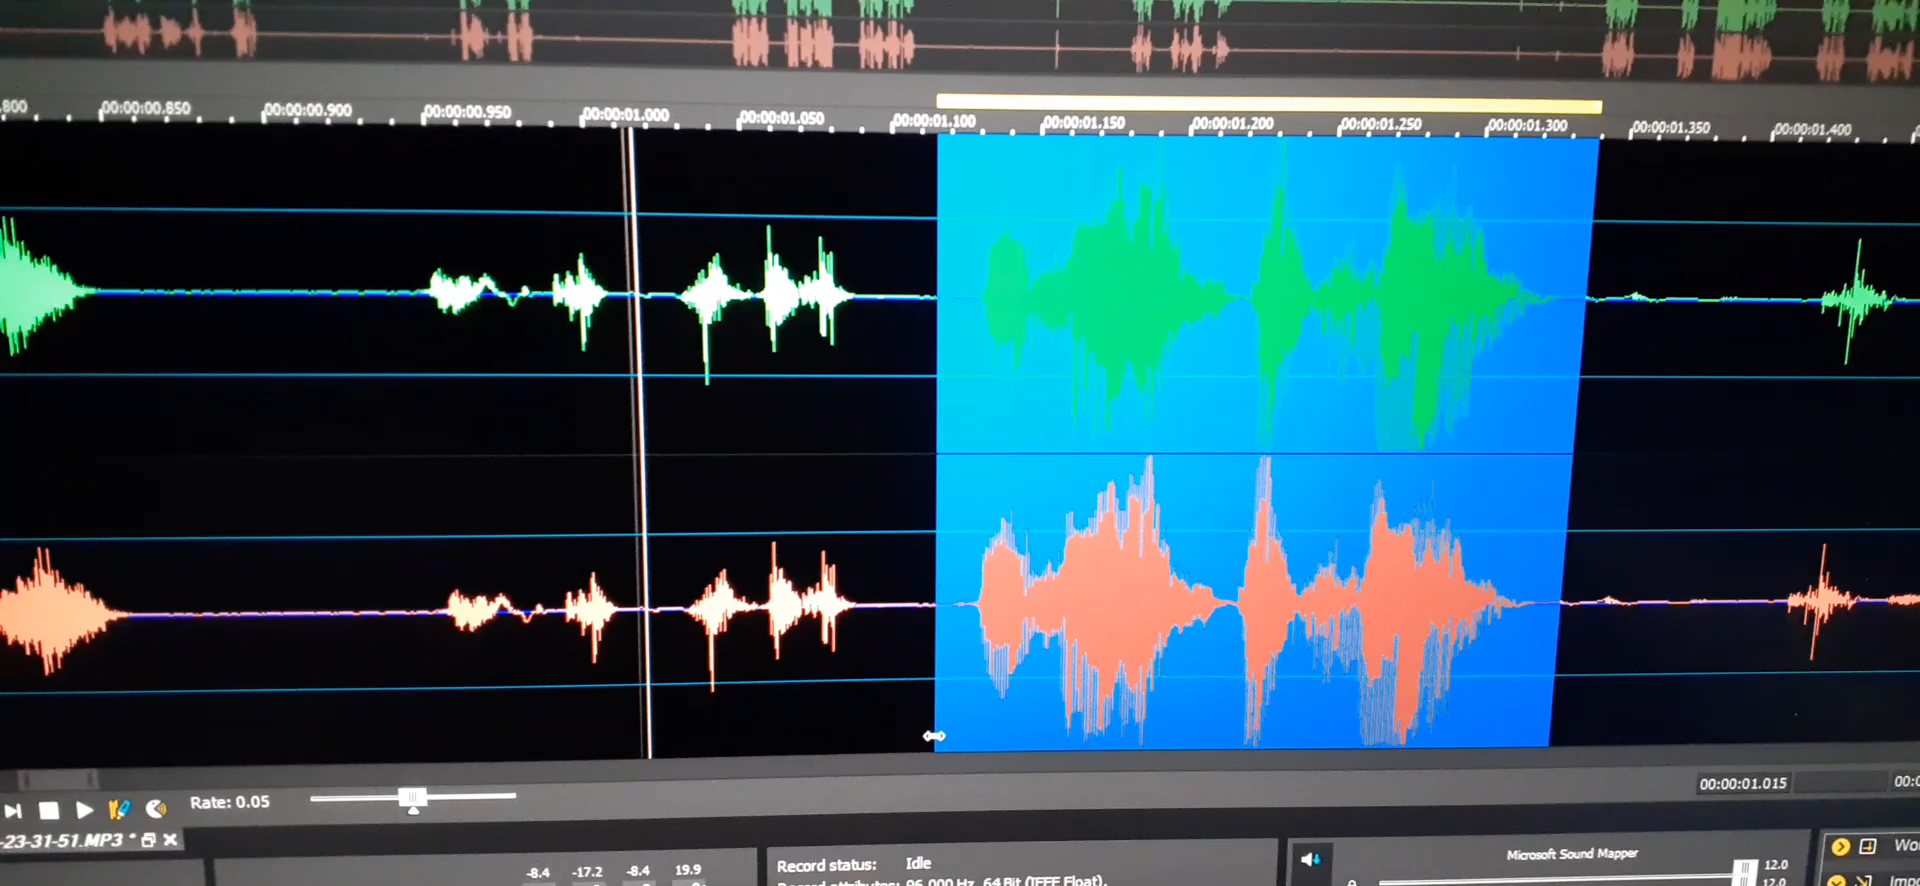 800 00:00:00.850 00:00:00.900 00:00:00.950 00:00:01.000 00:00:01.050 00:00:01.100 00:00:01.150 00:00:01.200 00:00:01.250 00:00:01.300 00:00:01.350 00:00:01.400
00:00:01.015 00:0
Rate: 0.05
-23-31-51.MP3 *
-8.4 -17.2 -8.4 19.9
Record status: Idle
Record attributes: 96,000 Hz, 64 Bit (IEEE Float),
Microsoft Sound Mapper
12.0
12.0
Wo
Impo